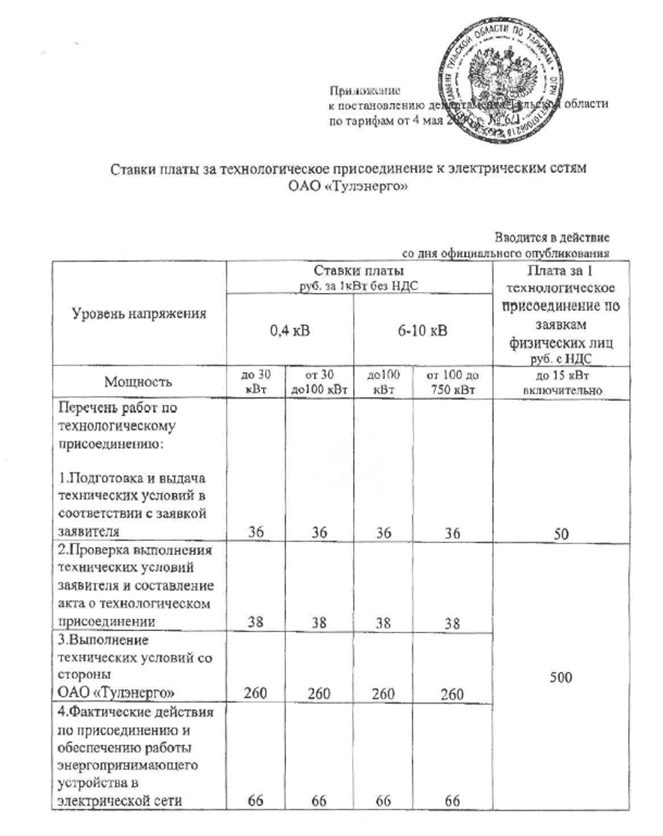 Приложение
к постановлению департамента Тульской области
по тарифам от 4 мая
Ставки платы за технологическое присоединение к электрическим сетям
ОАО «Тулэнерго»
Вводится в действие
со дня официального опубликования
Уровень напряжения
Ставки платы
руб. за 1кВт без НДС
0,4 кВ
6-10 кВ
Плата за 1
технологическое
присоединение по
заявкам
физических лиц
руб. с НДС
Мощность
до 30
кВт
от 30
до100 кВт
до100
кВт
от 100 до
750 кВт
до 15 кВт
включительно
Перечень работ по
технологическому
присоединению:
1.Подготовка и выдача
технических условий в
соответствии с заявкой
заявителя 36 36 36 36 50
2.Проверка выполнения
технических условий
заявителя и составление
акта о технологическом
присоединении 38 38 38 38
3.Выполнение
технических условий со
стороны
ОАО «Тулэнерго» 260 260 260 260
500
4.Фактические действия
по присоединению и
обеспечению работы
энергопринимающего
устройства в
электрической сети 66 66 66 66